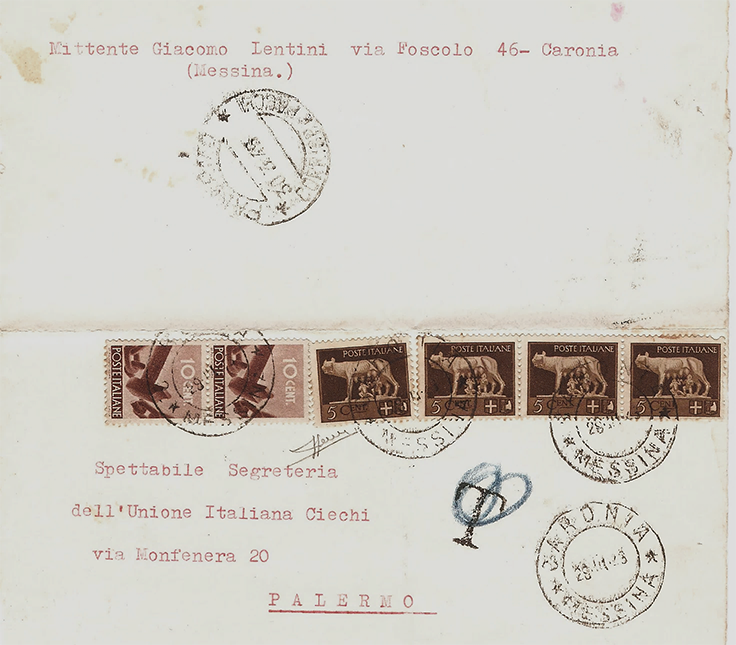 Mittente Giacomo Lentini via Foscolo 46- Caronia
(Messina.)
POSTE ITALIANE
10 CENT
POSTE ITALIANE
10 CENT
POSTE ITALIANE
5 CENT
POSTE ITALIANE
5 CENT
POSTE ITALIANE
5 CENT
POSTE ITALIANE
5 CENT
MESSINA
MESSINA
Spettabile Segreteria
dell'Unione Italiana Ciechi
via Monfenera 20
PALERMO
T
CARONIA
MESSINA